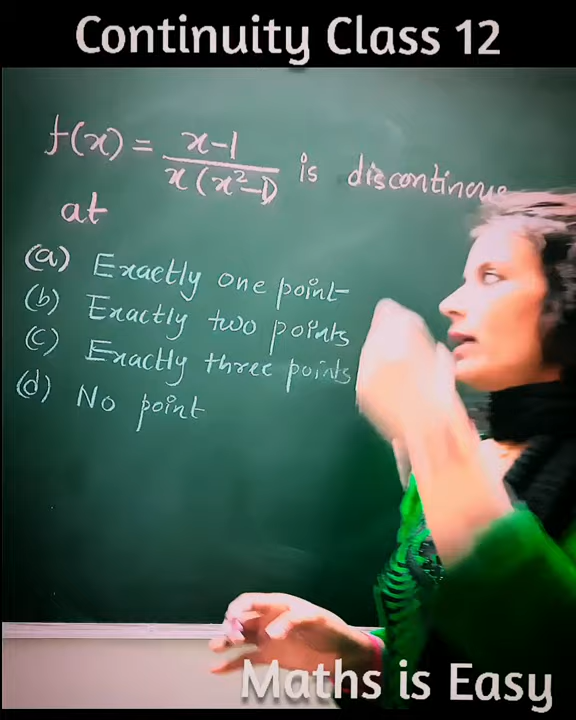 Continuity Class 12
f(x) = x-1 / x(x²-1) is discontinuous
at
(a) Exactly one point
(b) Exactly two points
(c) Exactly three points
(d) No point
Maths is Easy